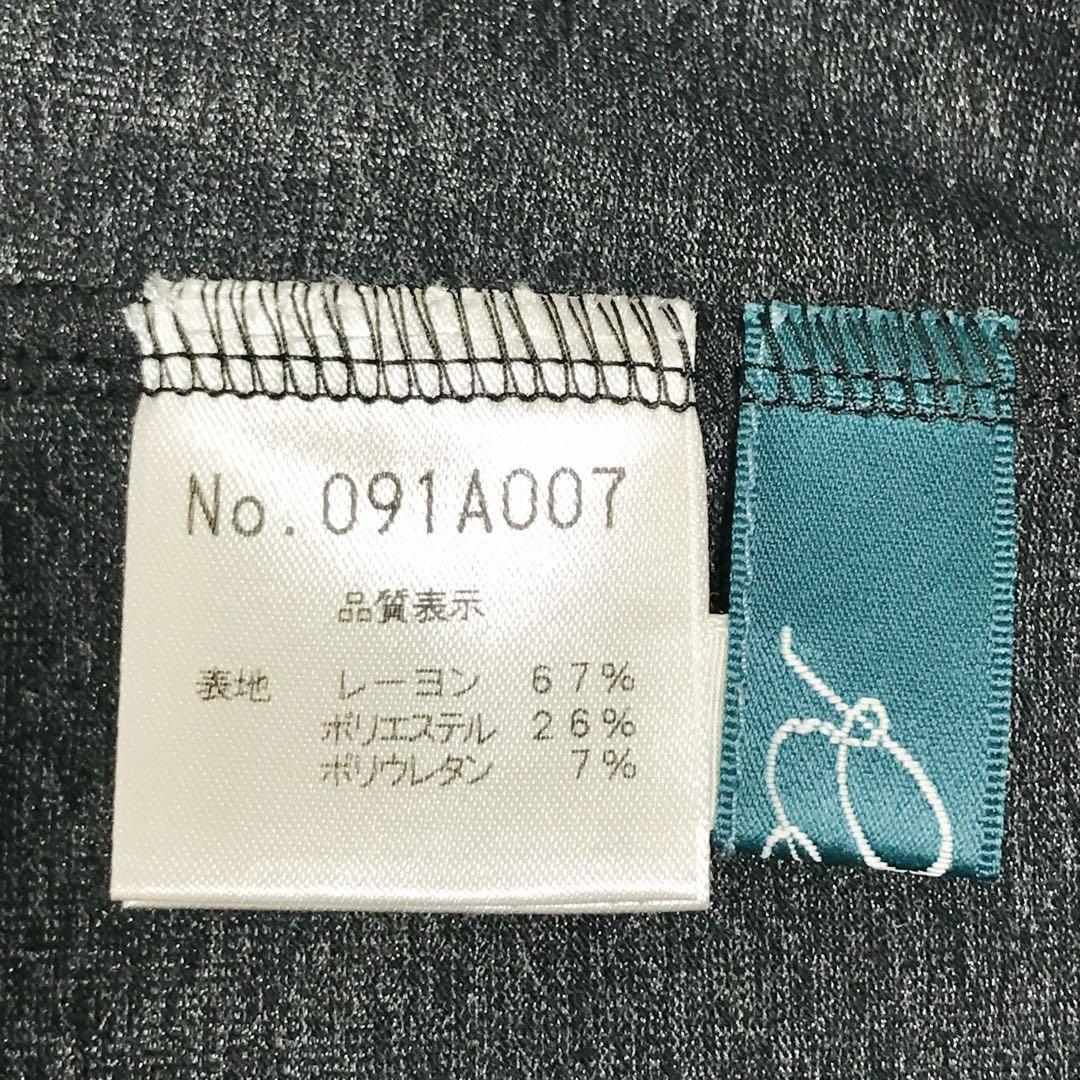 No.091A007
品質表示
表地 レーヨン 67%
ポリエステル 26%
ポリウレタン 7%